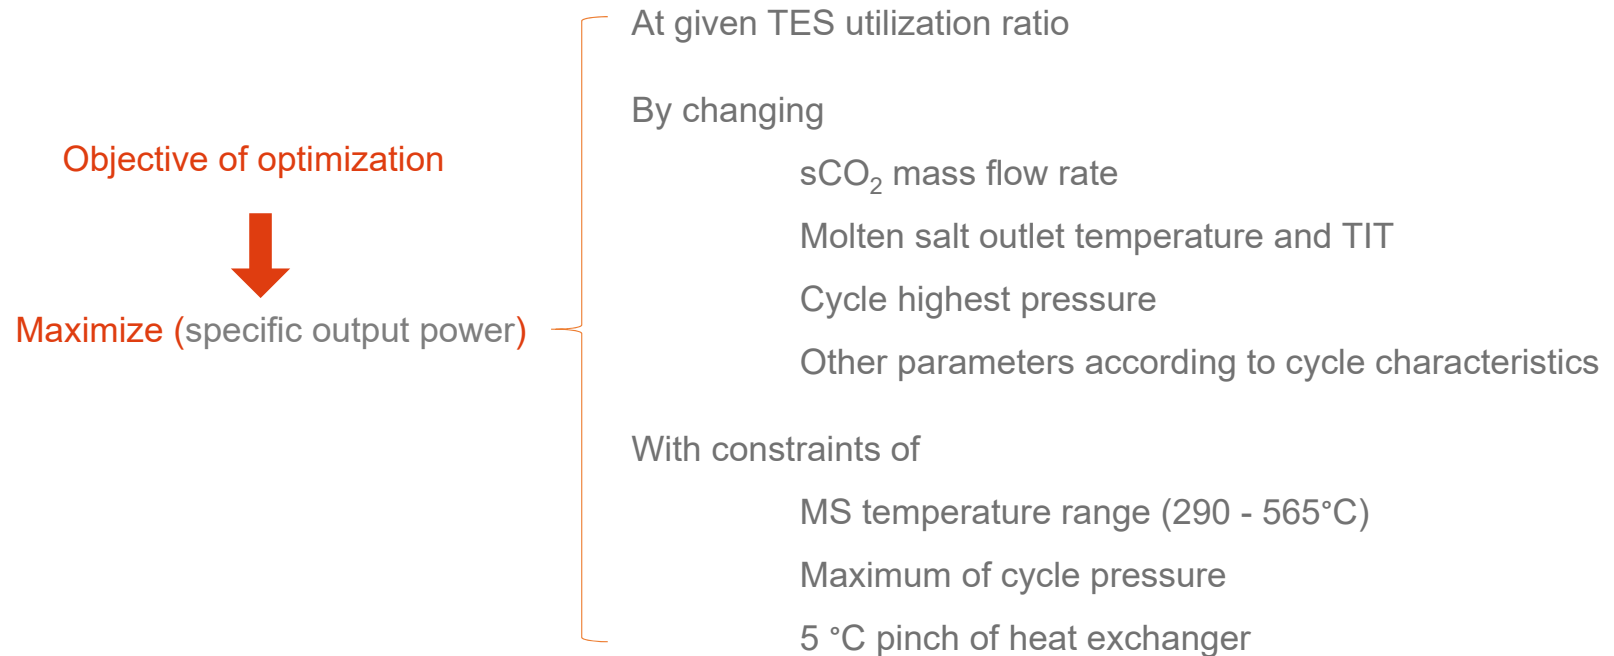 Objective of optimization
Maximize (specific output power)
At given TES utilization ratio
By changing
sCO₂ mass flow rate
Molten salt outlet temperature and TIT
Cycle highest pressure
Other parameters according to cycle characteristics
With constraints of
MS temperature range (290 - 565°C)
Maximum of cycle pressure
5 °C pinch of heat exchanger